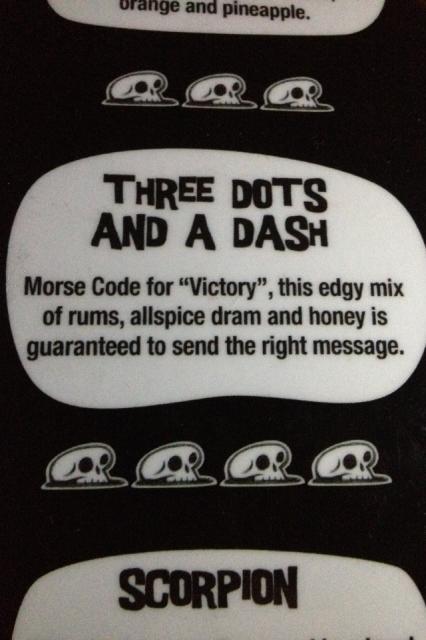 orange and pineapple.
THREE DOTS
AND A DASH
Morse Code for “Victory”, this edgy mix
of rums, allspice dram and honey is
guaranteed to send the right message.
SCORPION